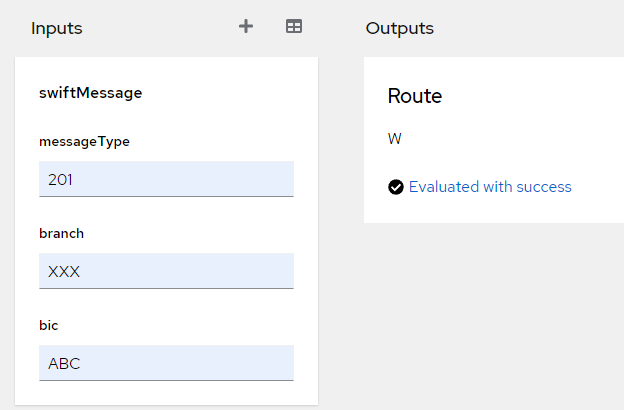 Inputs
swiftMessage
messageType
201
branch
XXX
bic
ABC
Outputs
Route
W
Evaluated with success